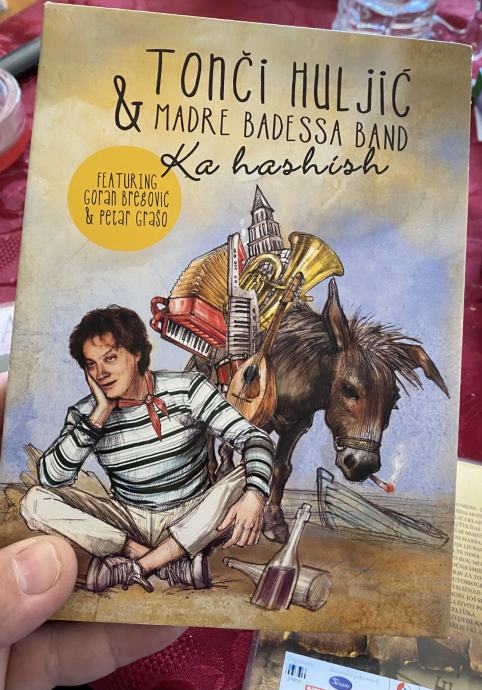 TONČI HULJIĆ
& MADRE BADESSA BAND
Ka hashish
FEATURING
GORAN BREGOVIĆ
& PETAR GRAŠO